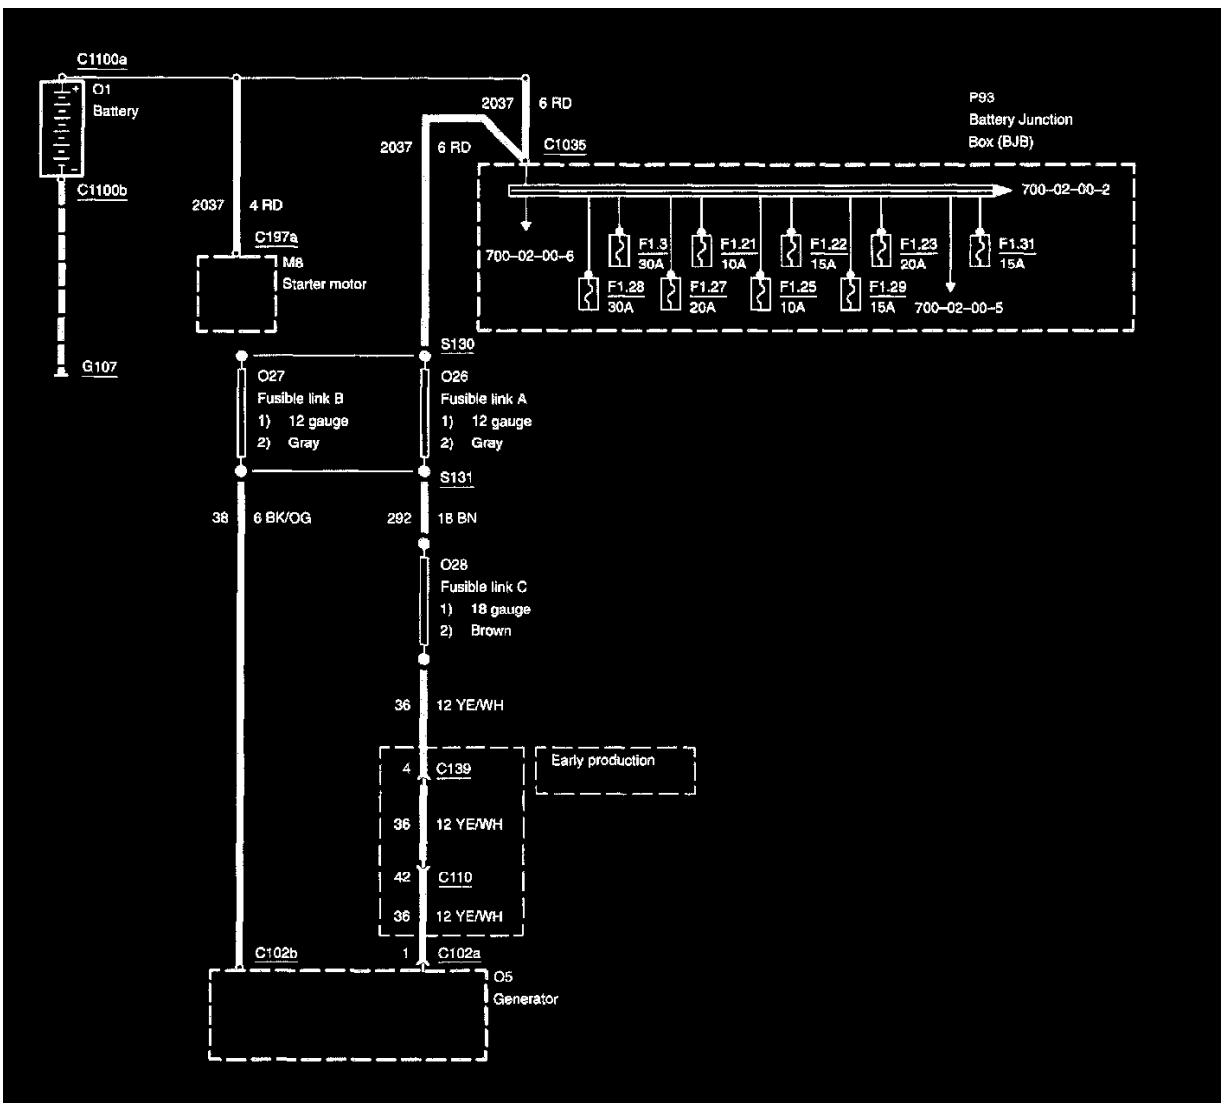 C1100a
O1
Battery
C1100b
G107
2037 4 RD
C197a
M8
Starter motor
2037 6 RD
2037 6 RD
C1035
P93
Battery Junction
Box (BJB)
700-02-00-2
700-02-00-6
F1.3
30A
F1.21
10A
F1.22
15A
F1.23
20A
F1.31
15A
F1.28
30A
F1.27
20A
F1.25
10A
F1.29
15A
700-02-00-5
S130
O27
Fusible link B
1) 12 gauge
2) Gray
O26
Fusible link A
1) 12 gauge
2) Gray
S131
38 6 BK/OG
292 18 BN
O28
Fusible link C
1) 18 gauge
2) Brown
36 12 YE/WH
4 C139
Early production
36 12 YE/WH
42 C110
36 12 YE/WH
C102b
1 C102a
O5
Generator